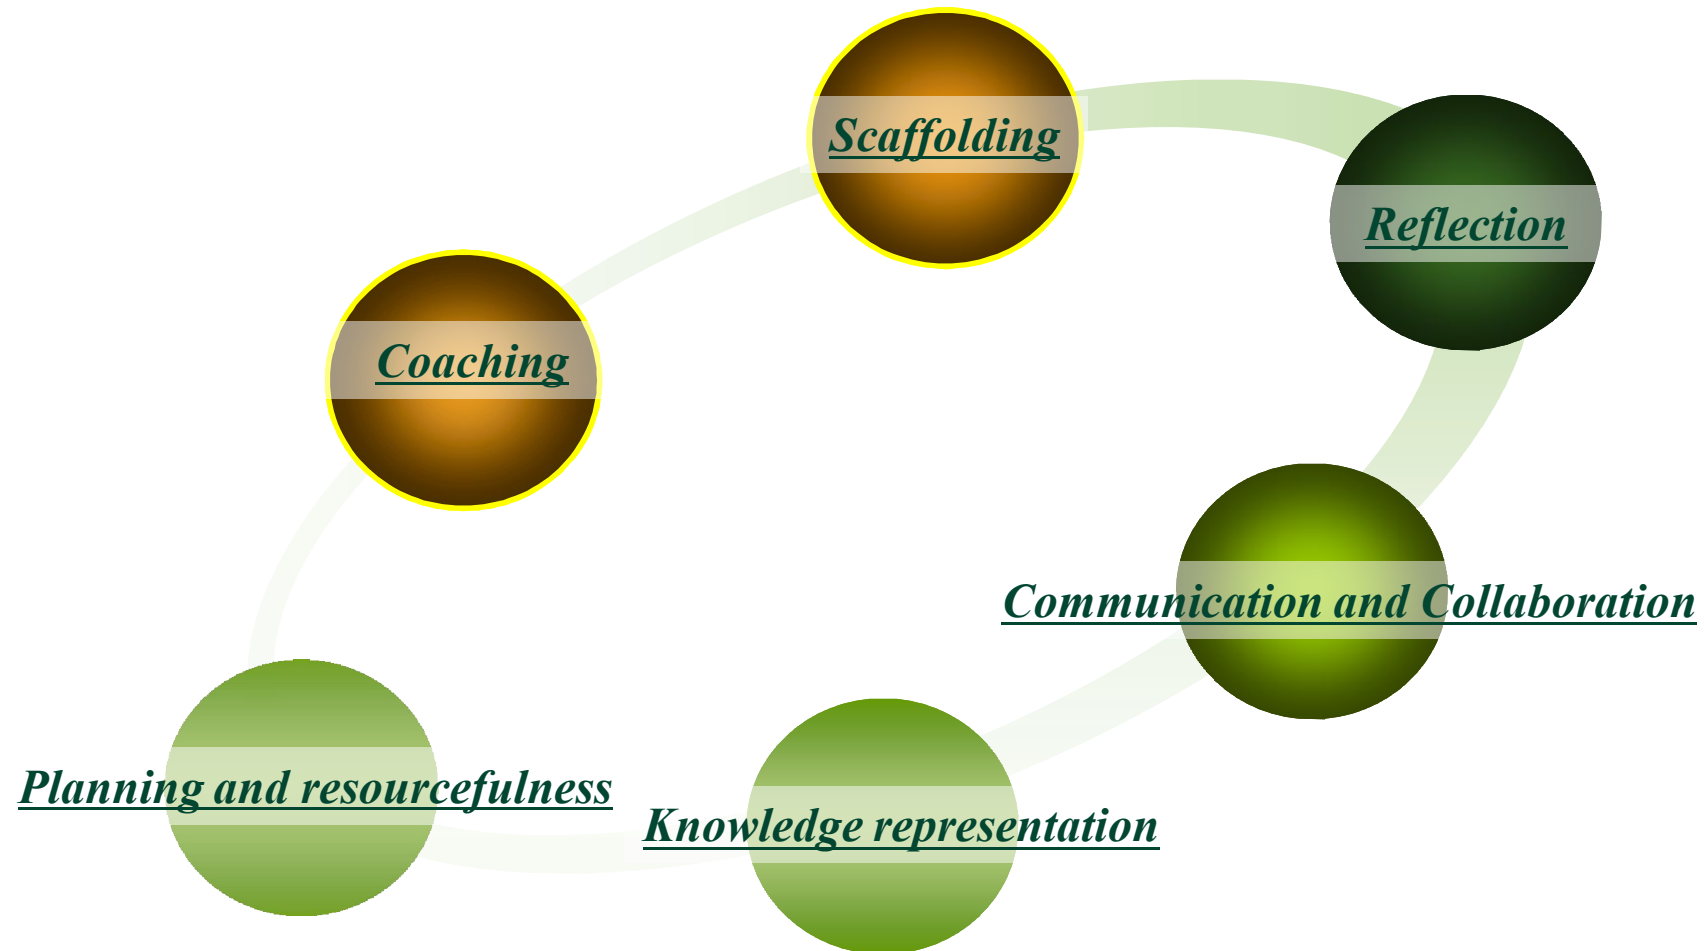 Scaffolding
Reflection
Coaching
Communication and Collaboration
Planning and resourcefulness
Knowledge representation